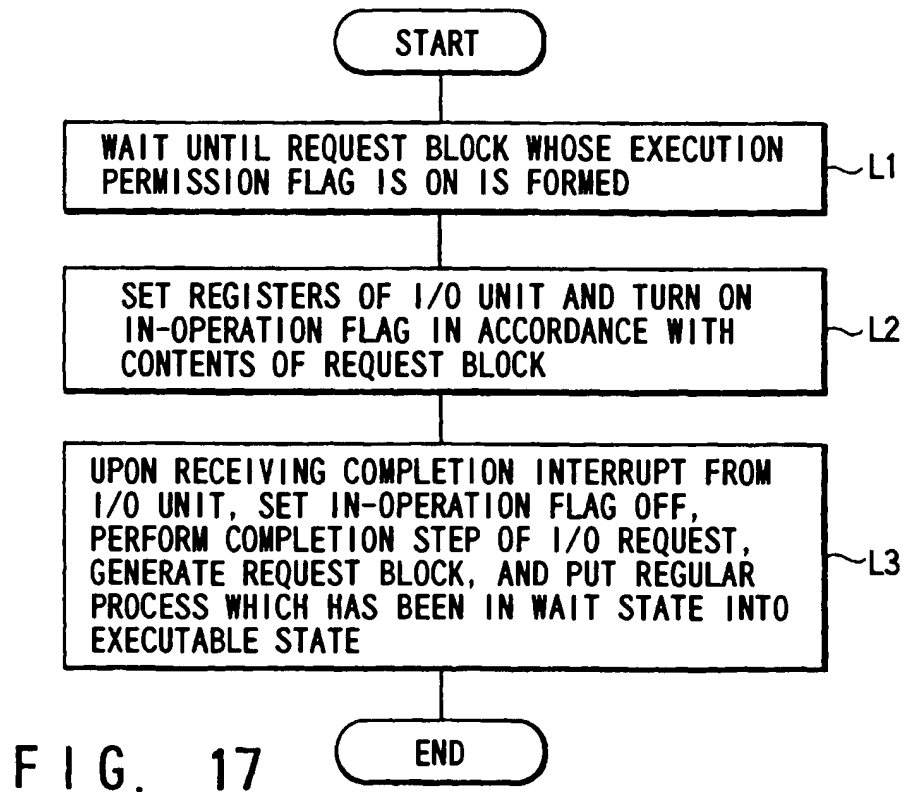 START
WAIT UNTIL REQUEST BLOCK WHOSE EXECUTION
PERMISSION FLAG IS ON IS FORMED
L1
SET REGISTERS OF I/O UNIT AND TURN ON
IN-OPERATION FLAG IN ACCORDANCE WITH
CONTENTS OF REQUEST BLOCK
L2
UPON RECEIVING COMPLETION INTERRUPT FROM
I/O UNIT, SET IN-OPERATION FLAG OFF,
PERFORM COMPLETION STEP OF I/O REQUEST,
GENERATE REQUEST BLOCK, AND PUT REGULAR
PROCESS WHICH HAS BEEN IN WAIT STATE INTO
EXECUTABLE STATE
L3
END
FIG. 17